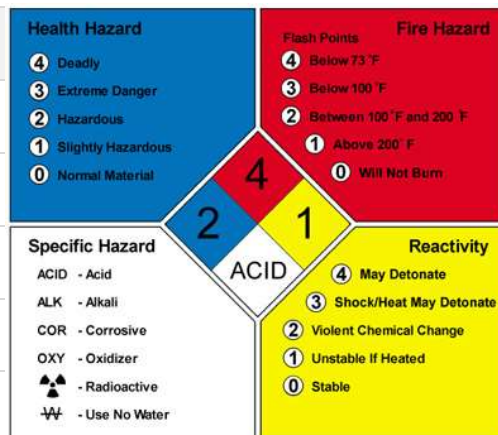 Health Hazard
4 Deadly
3 Extreme Danger
2 Hazardous
1 Slightly Hazardous
0 Normal Material
Fire Hazard
Flash Points
4 Below 73°F
3 Below 100°F
2 Between 100°F and 200°F
1 Above 200°F
0 Will Not Burn
4
2
1
ACID
Specific Hazard
ACID - Acid
ALK - Alkali
COR - Corrosive
OXY - Oxidizer
- Radioactive
W - Use No Water
Reactivity
4 May Detonate
3 Shock/Heat May Detonate
2 Violent Chemical Change
1 Unstable If Heated
0 Stable